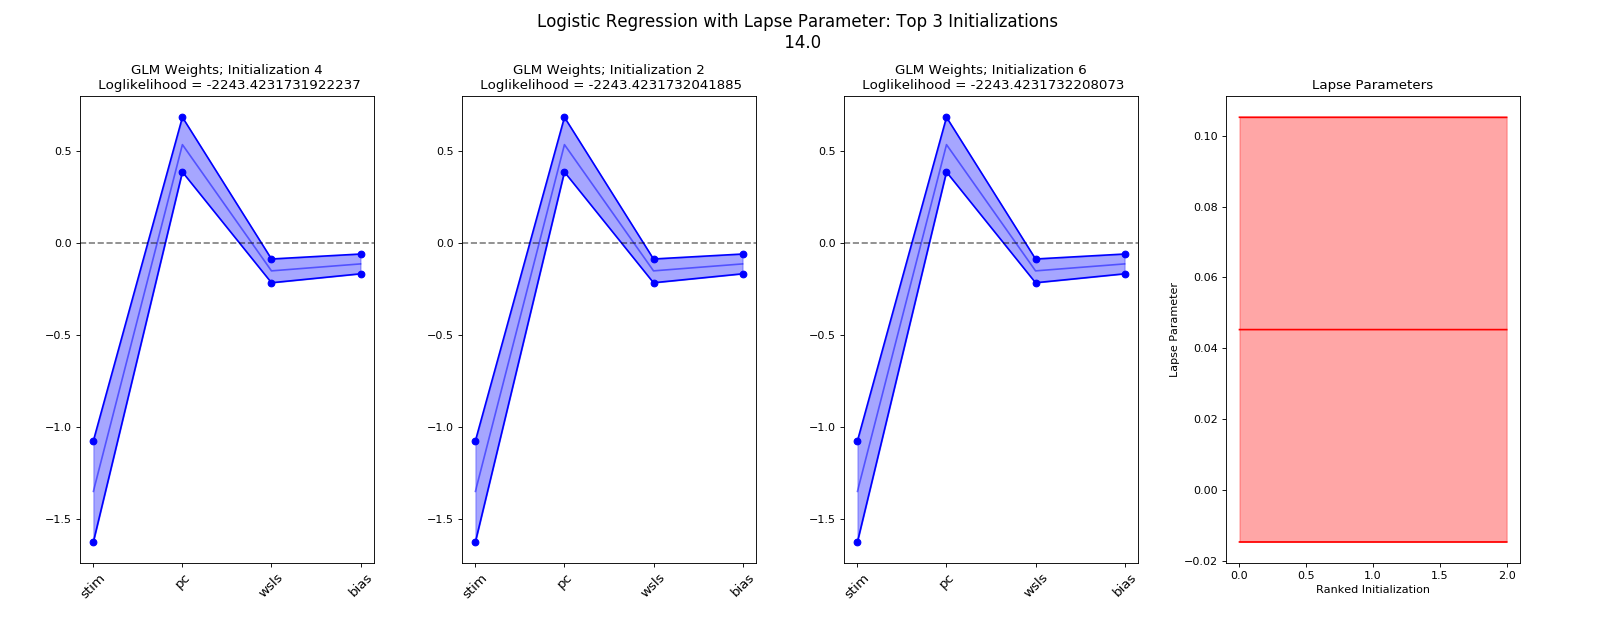 Logistic Regression with Lapse Parameter: Top 3 Initializations
14.0
GLM Weights; Initialization 4
Loglikelihood = -2243.4231731922237
0.5
0.0
−0.5
−1.0
−1.5
stim
pc
wsls
bias
GLM Weights; Initialization 2
Loglikelihood = -2243.4231732041885
0.5
0.0
−0.5
−1.0
−1.5
stim
pc
wsls
bias
GLM Weights; Initialization 6
Loglikelihood = -2243.4231732208073
0.5
0.0
−0.5
−1.0
−1.5
stim
pc
wsls
bias
Lapse Parameters
Lapse Parameter
0.10
0.08
0.06
0.04
0.02
0.00
−0.02
0.0 0.5 1.0 1.5 2.0
Ranked Initialization